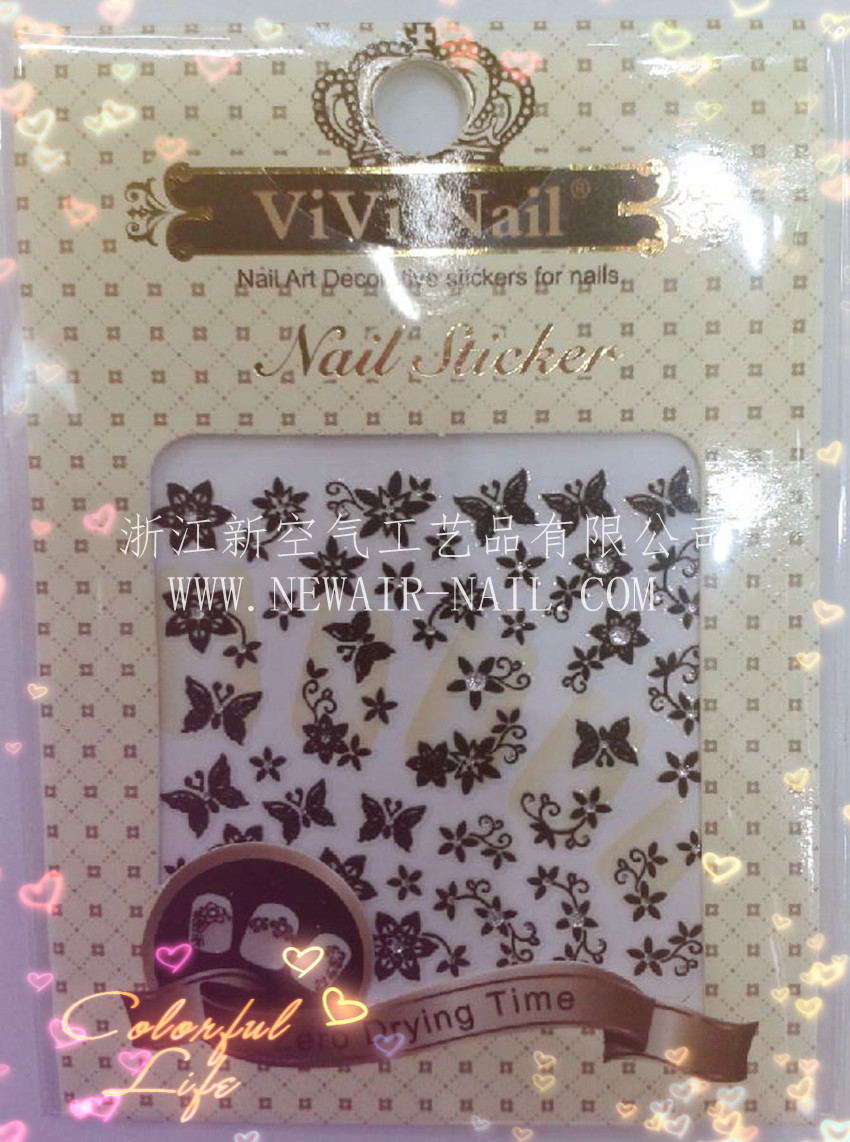 ViVi Nail®
Nail Art Decorative stickers for nails.
Nail Sticker
浙江新空气工艺品有限公司
WWW.NEWAIR-NAIL.COM
Drying Time
Colorful
Life